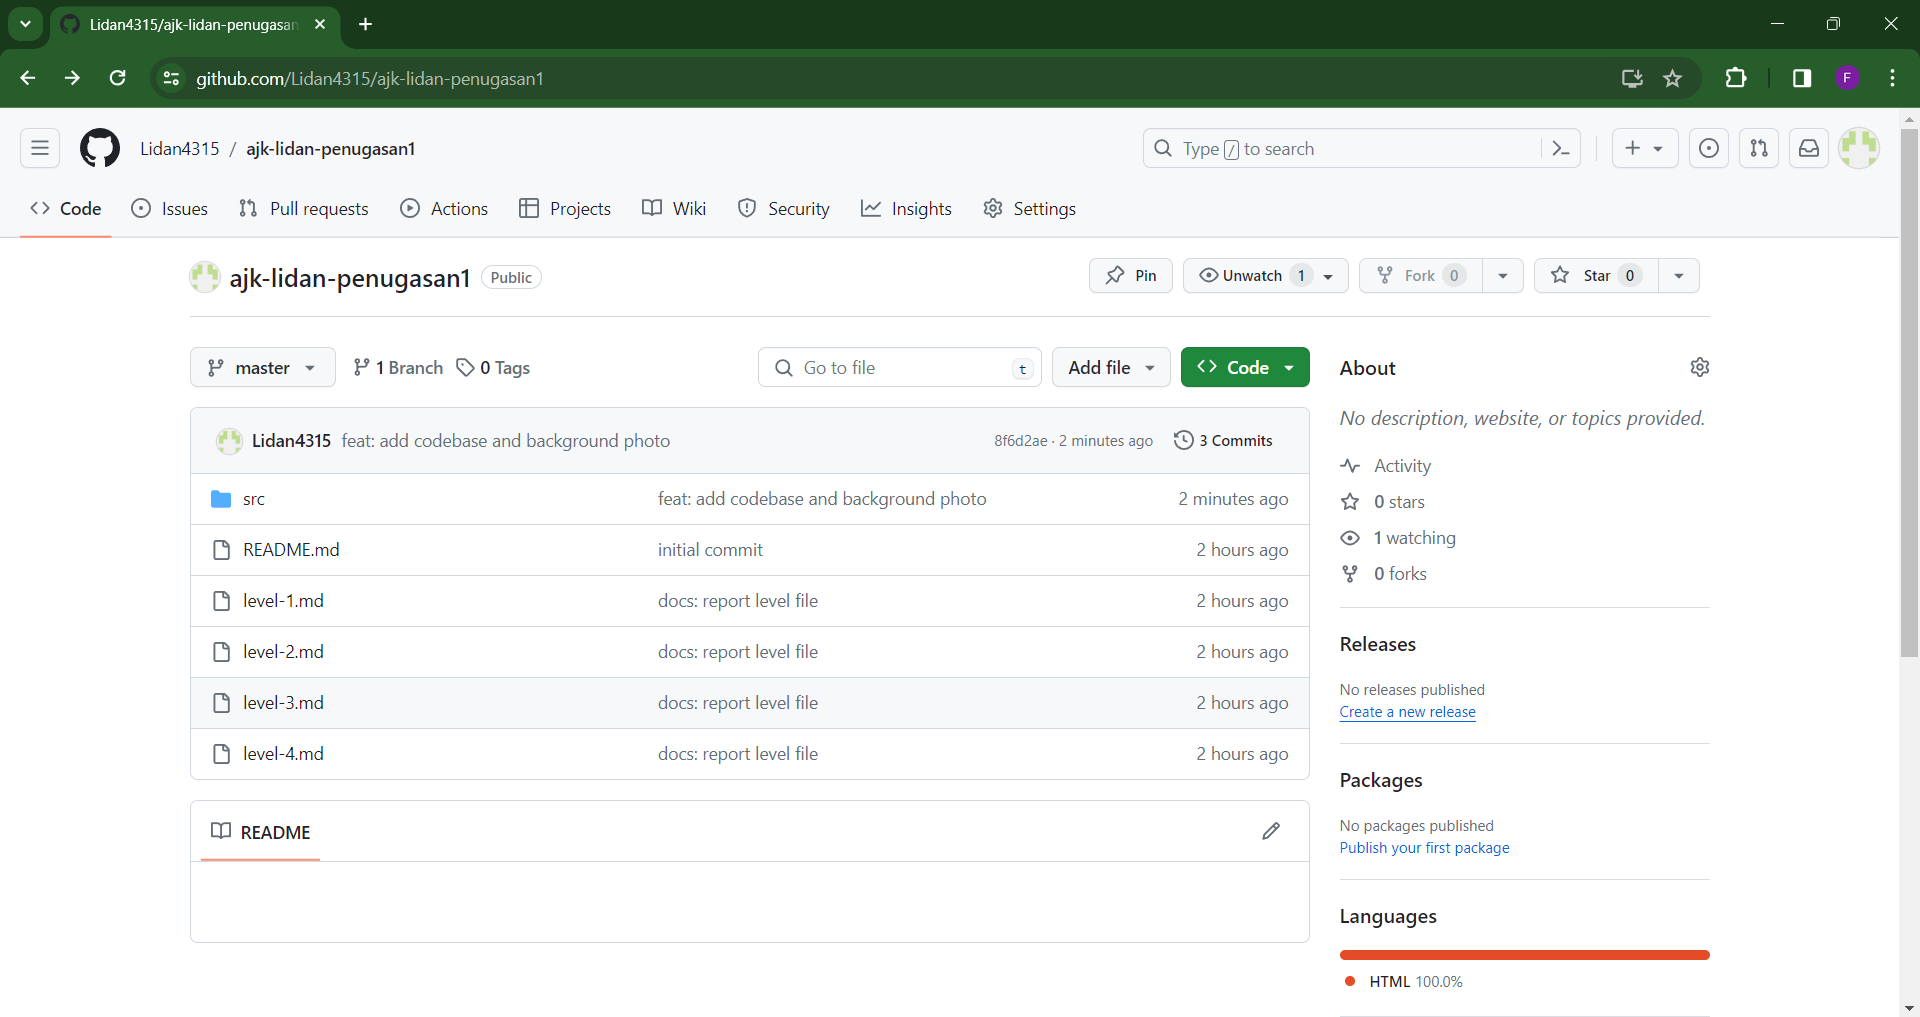 Lidan4315/ajk-lidan-penugasan
github.com/Lidan4315/ajk-lidan-penugasan1
F
Lidan4315 / ajk-lidan-penugasan1
Type / to search
Code Issues Pull requests Actions Projects Wiki Security Insights Settings
ajk-lidan-penugasan1 Public
Pin Unwatch 1 Fork 0 Star 0
master 1 Branch 0 Tags Go to file t Add file Code
Lidan4315 feat: add codebase and background photo 8f6d2ae · 2 minutes ago 3 Commits
src feat: add codebase and background photo 2 minutes ago
README.md initial commit 2 hours ago
level-1.md docs: report level file 2 hours ago
level-2.md docs: report level file 2 hours ago
level-3.md docs: report level file 2 hours ago
level-4.md docs: report level file 2 hours ago
README
About
No description, website, or topics provided.
Activity
0 stars
1 watching
0 forks
Releases
No releases published
Create a new release
Packages
No packages published
Publish your first package
Languages
HTML 100.0%